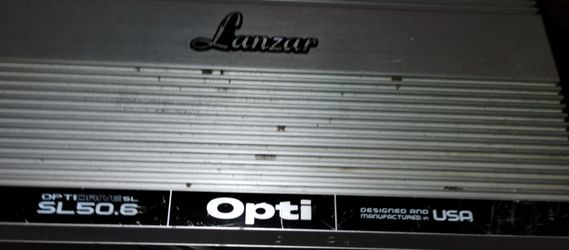 Lanzar
OPTIDRIVE SL
SL50.6
Opti
DESIGNED AND
MANUFACTURED in
USA